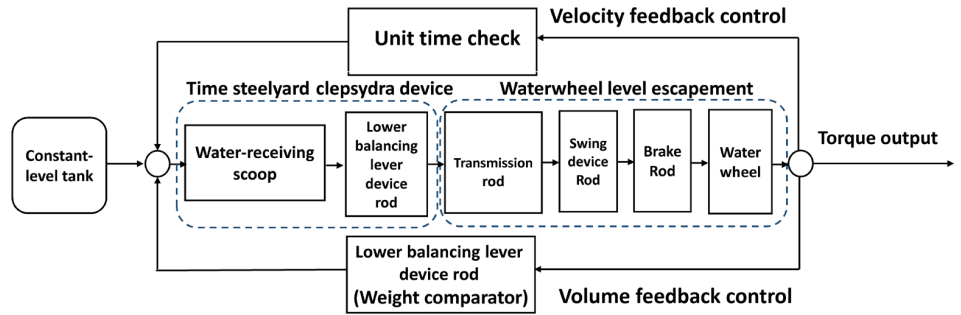 Velocity feedback control
Unit time check
Time steelyard clepsydra device
Waterwheel level escapement
Constant-
level tank
Water-receiving
scoop
Lower
balancing
lever
device
rod
Transmission
rod
Swing
device
Rod
Brake
Rod
Water
wheel
Torque output
Lower balancing lever
device rod
(Weight comparator)
Volume feedback control